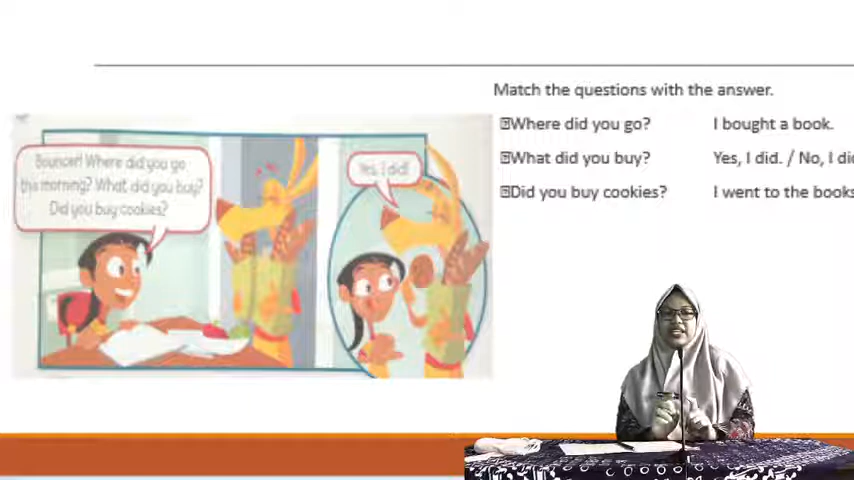 Bouncer! Where did you go
this morning? What did you buy?
Did you buy cookies?
Yes, I did!
Match the questions with the answer.
Where did you go? I bought a book.
What did you buy? Yes, I did. / No, I di
Did you buy cookies? I went to the books